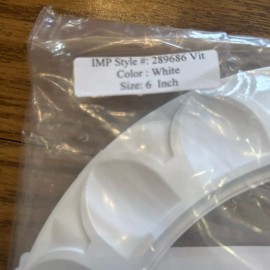 IMP Style #: 289686 Vit
Color : White
Size: 6 Inch